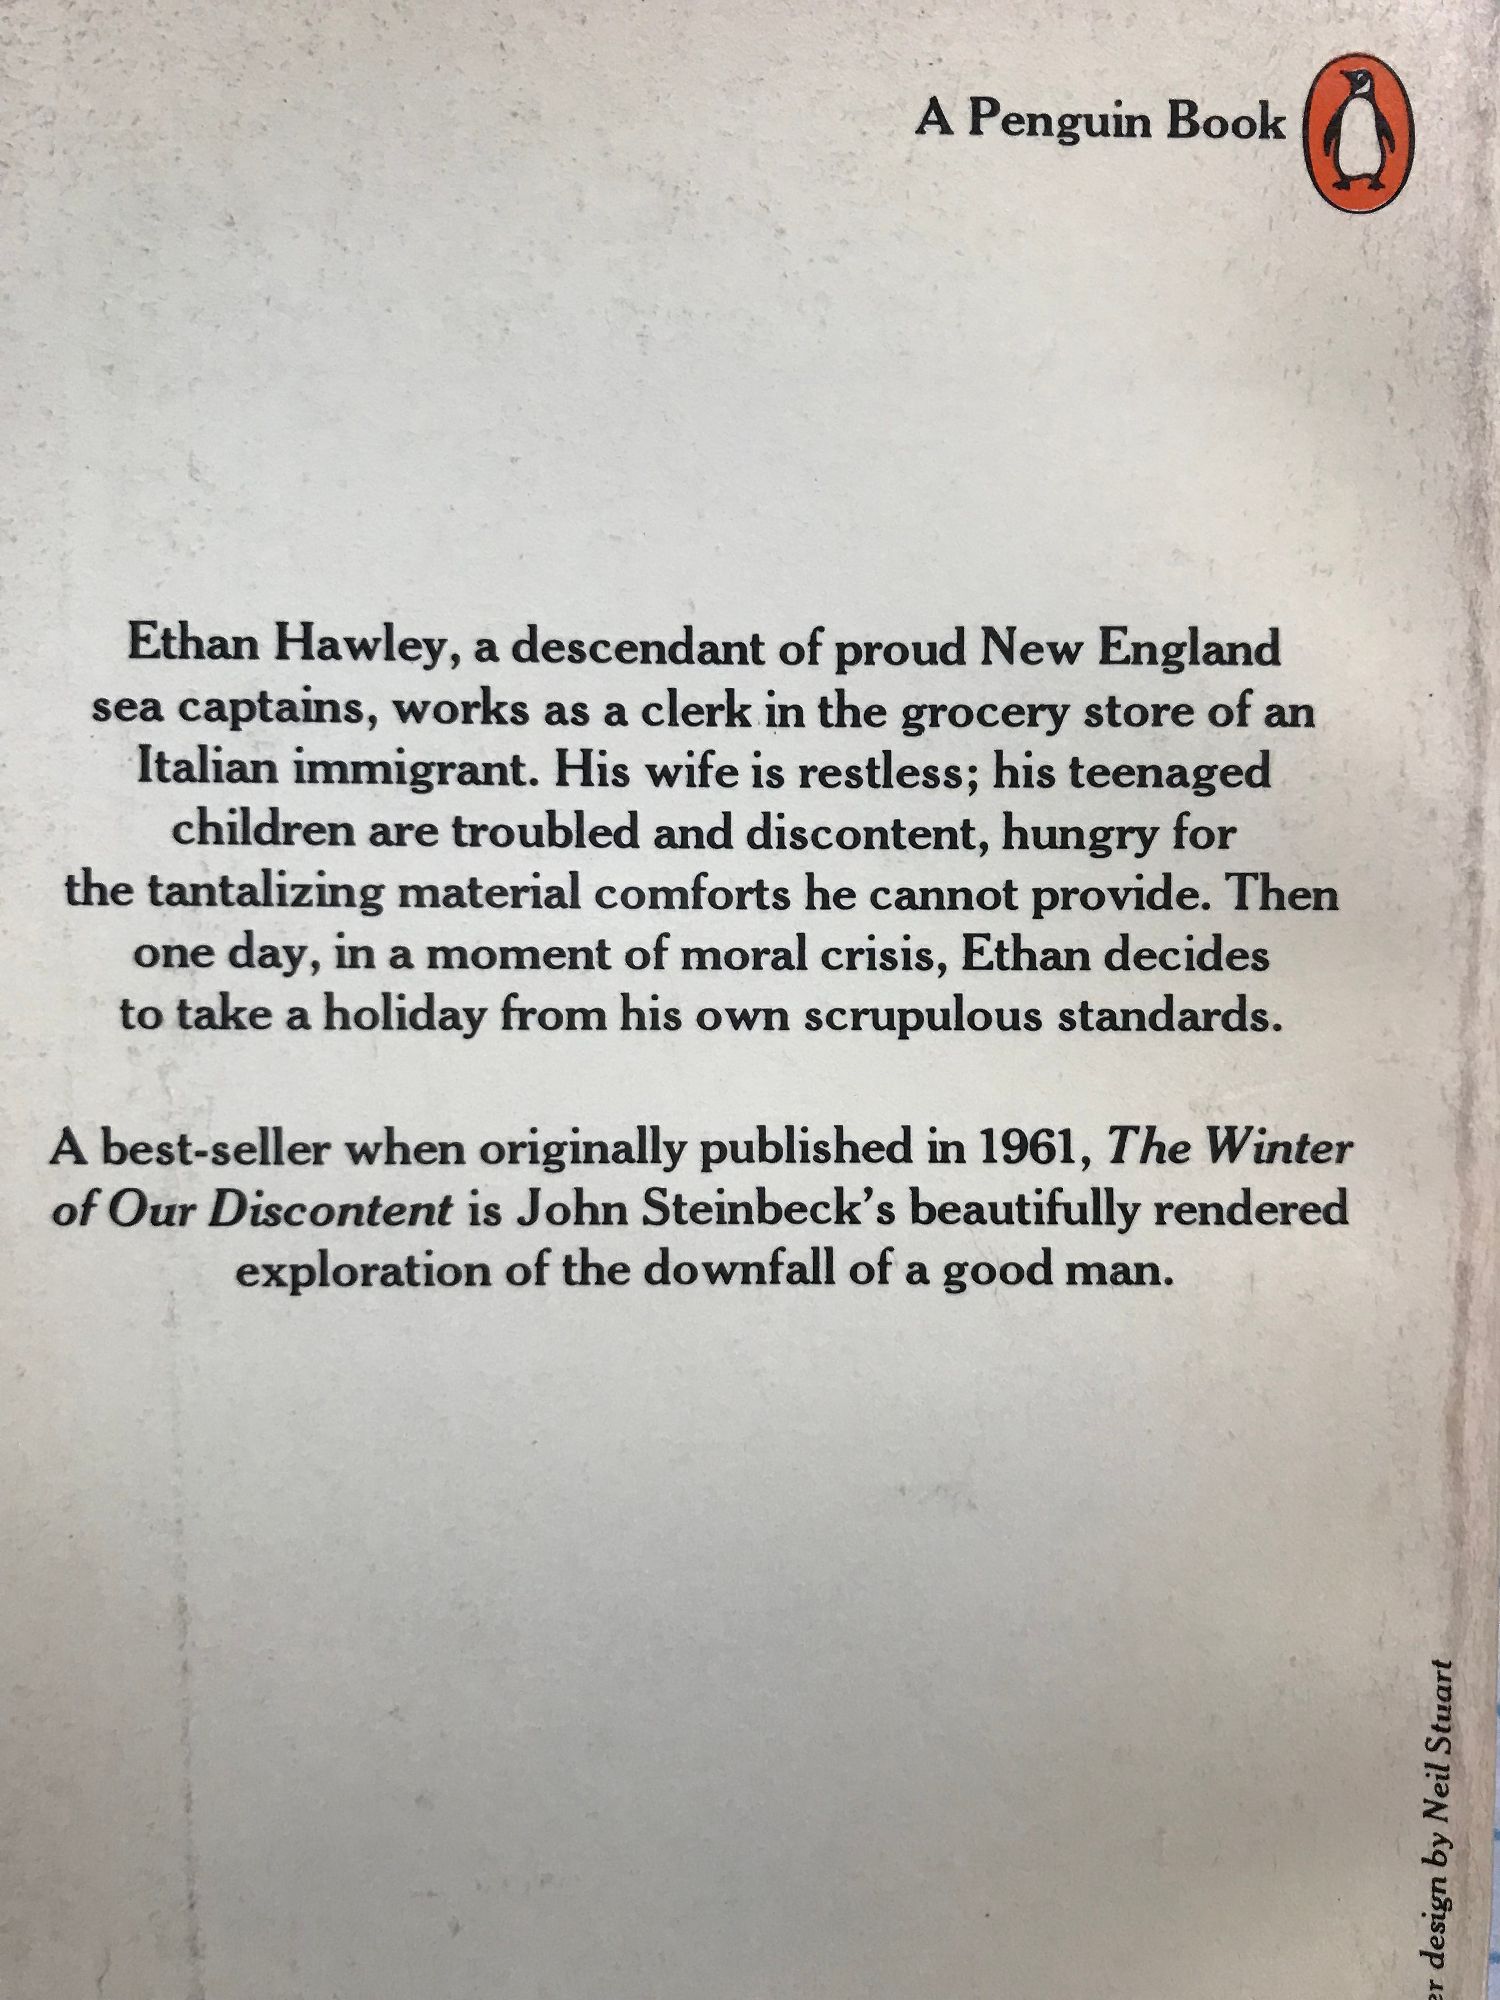 A Penguin Book
Ethan Hawley, a descendant of proud New England
sea captains, works as a clerk in the grocery store of an
Italian immigrant. His wife is restless; his teenaged
children are troubled and discontent, hungry for
the tantalizing material comforts he cannot provide. Then
one day, in a moment of moral crisis, Ethan decides
to take a holiday from his own scrupulous standards.
A best-seller when originally published in 1961, The Winter
of Our Discontent is John Steinbeck's beautifully rendered
exploration of the downfall of a good man.
design by Neil Stuart